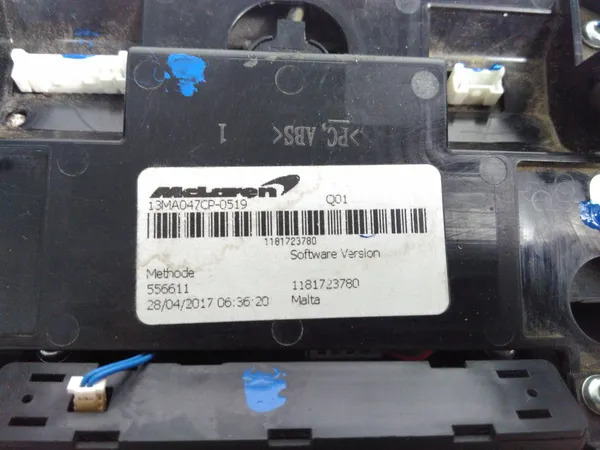 >PC, ABS<
1
McLaren
13MA047CP-0519 Q01
1181723780
Software Version
Methode
556611 1181723780
28/04/2017 06:36:20 Malta